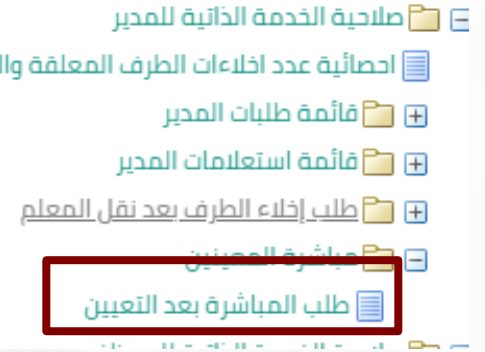 صلاحية الخدمة الذاتية للمدير
احصائية عدد اخلاءات الطرف المعلقة
قائمة طلبات المدير
قائمة استعلامات المدير
طلب إخلاء الطرف بعد نقل المعلم
مباشرة المعينين
طلب المباشرة بعد التعيين